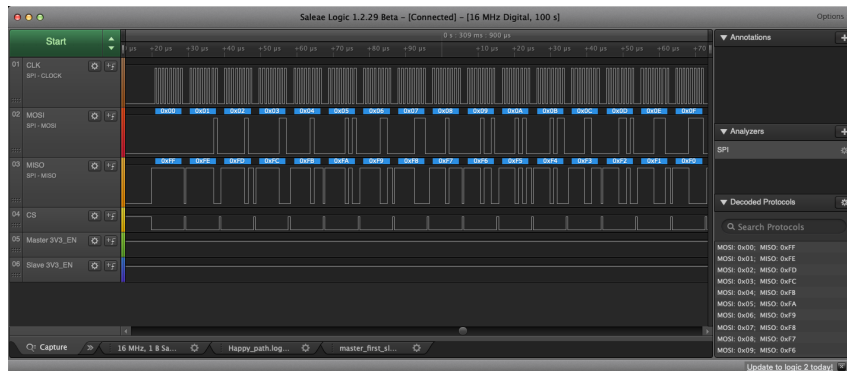 Saleae Logic 1.2.29 Beta - [Connected] - [16 MHz Digital, 100 s]
Options
Start
0 s : 309 ms : 900 µs
+20 µs +30 µs +40 µs +50 µs +60 µs +70 µs +80 µs +90 µs +10 µs +20 µs +30 µs +40 µs +50 µs +60 µs +70
01 CLK
SPI - CLOCK
02 MOSI
SPI - MOSI
0x00 0x01 0x02 0x03 0x04 0x05 0x06 0x07 0x08 0x09 0x0A 0x0B 0x0C 0x0D 0x0E 0x0F
03 MISO
SPI - MISO
0xFF 0xFE 0xFD 0xFC 0xFB 0xFA 0xF9 0xF8 0xF7 0xF6 0xF5 0xF4 0xF3 0xF2 0xF1 0xF0
04 CS
05 Master 3V3_EN
06 Slave 3V3_EN
Capture
16 MHz, 1 B Sa...
Happy_path.log...
master_first_sl...
Annotations
Analyzers
SPI
Decoded Protocols
Search Protocols
MOSI: 0x00; MISO: 0xFF
MOSI: 0x01; MISO: 0xFE
MOSI: 0x02; MISO: 0xFD
MOSI: 0x03; MISO: 0xFC
MOSI: 0x04; MISO: 0xFB
MOSI: 0x05; MISO: 0xFA
MOSI: 0x06; MISO: 0xF9
MOSI: 0x07; MISO: 0xF8
MOSI: 0x08; MISO: 0xF7
MOSI: 0x09; MISO: 0xF6
Update to logic 2 today!